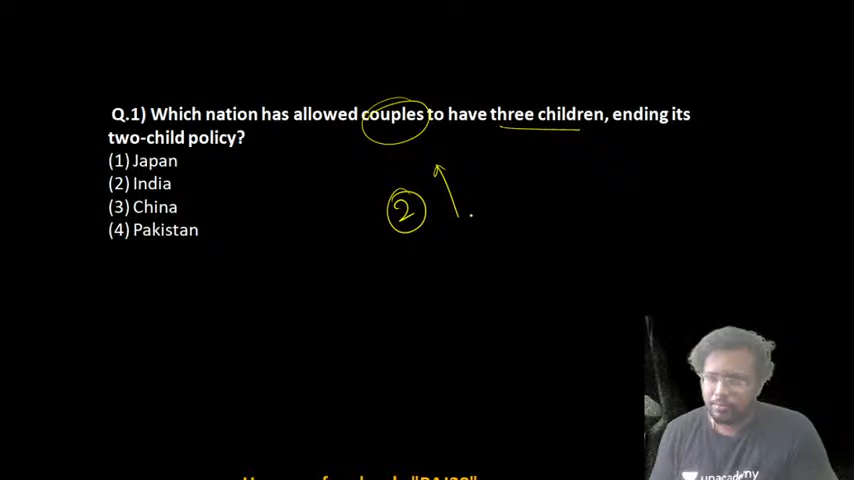 Q.1) Which nation has allowed couples to have three children, ending its
two-child policy?
(1) Japan
(2) India
(3) China
(4) Pakistan
2
unacademy